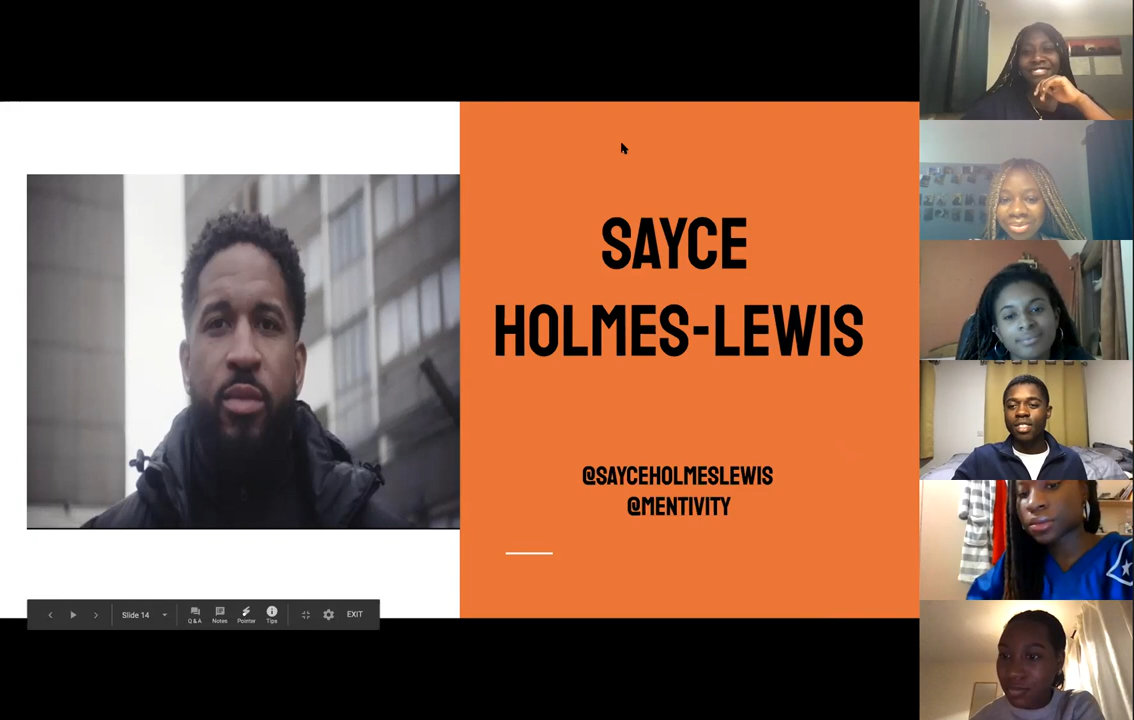 SAYCE
HOLMES-LEWIS
@SAYCEHOLMESLEWIS
@MENTIVITY
Slide 14
Q & A
Notes
Pointer
Tips
EXIT